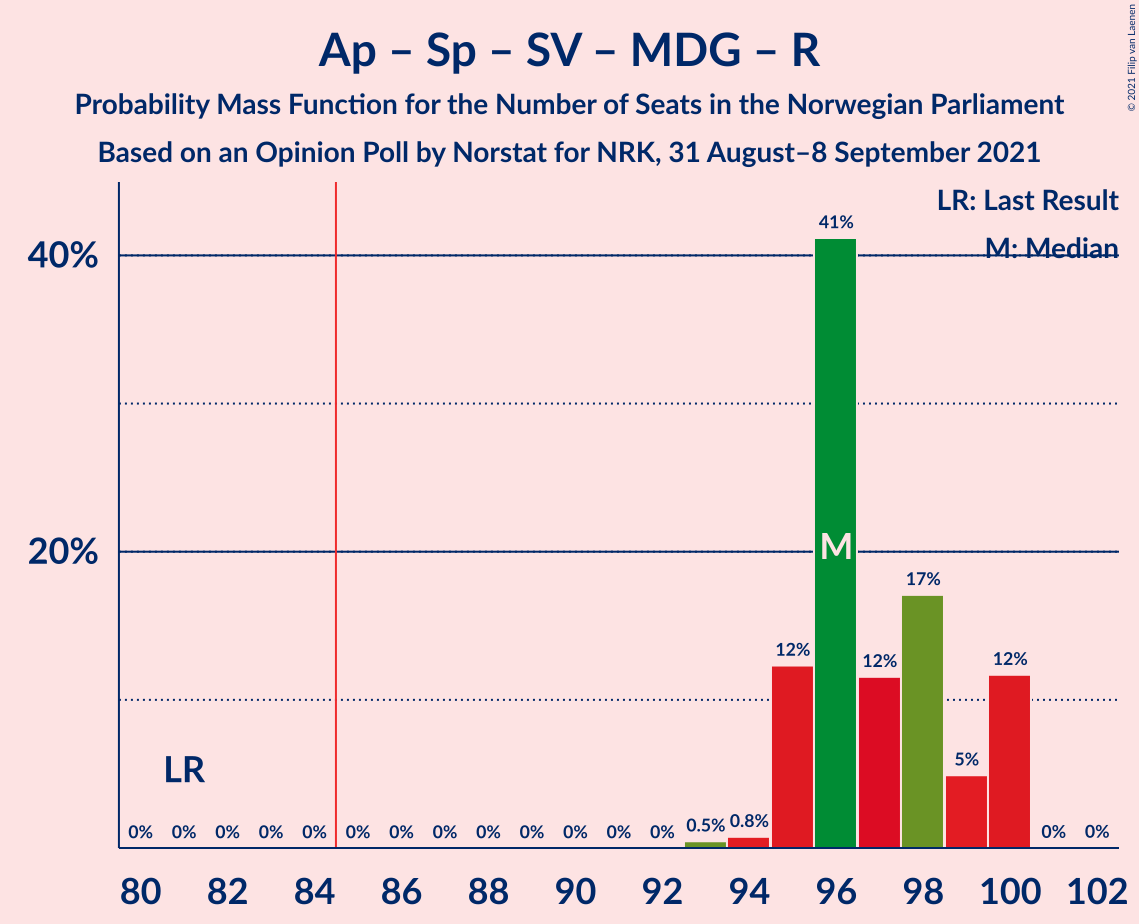 Ap – Sp – SV – MDG – R
Probability Mass Function for the Number of Seats in the Norwegian Parliament
Based on an Opinion Poll by Norstat for NRK, 31 August–8 September 2021
© 2021 Filip van Laenen
LR: Last Result
M: Median
40%
20%
41%
M
17%
12%
12%
12%
5%
LR
0% 0% 0% 0% 0% 0% 0% 0% 0% 0% 0% 0% 0% 0.5% 0.8% 0% 0%
80 82 84 86 88 90 92 94 96 98 100 102